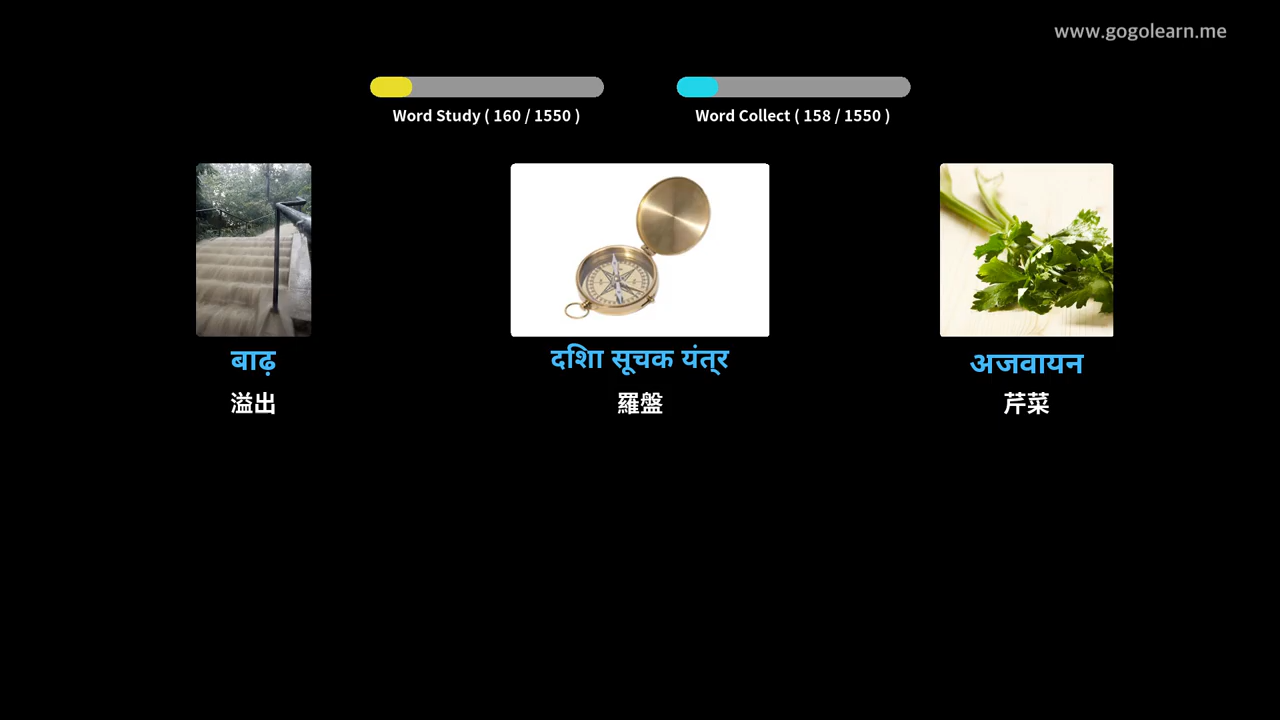 www.gogolearn.me
Word Study ( 160 / 1550 )
Word Collect ( 158 / 1550 )
बाढ़
दिशा सूचक यंत्र
अजवायन
溢出
羅盤
芹菜